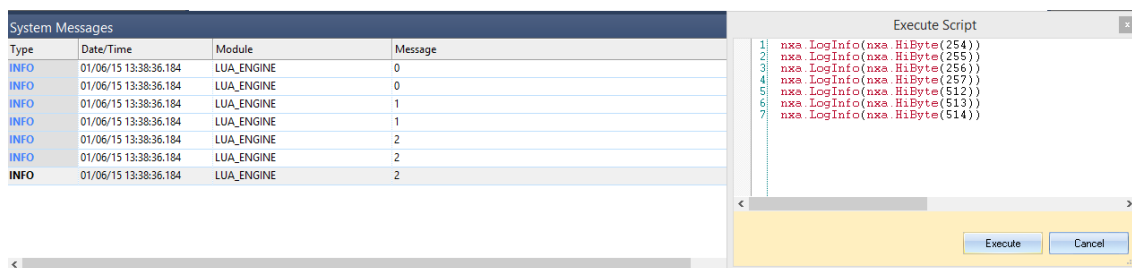 System Messages
Type Date/Time Module Message
INFO 01/06/15 13:38:36.184 LUA_ENGINE 0
INFO 01/06/15 13:38:36.184 LUA_ENGINE 0
INFO 01/06/15 13:38:36.184 LUA_ENGINE 1
INFO 01/06/15 13:38:36.184 LUA_ENGINE 1
INFO 01/06/15 13:38:36.184 LUA_ENGINE 2
INFO 01/06/15 13:38:36.184 LUA_ENGINE 2
INFO 01/06/15 13:38:36.184 LUA_ENGINE 2
Execute Script
1 nxa.LogInfo(nxa.HiByte(254))
2 nxa.LogInfo(nxa.HiByte(255))
3 nxa.LogInfo(nxa.HiByte(256))
4 nxa.LogInfo(nxa.HiByte(257))
5 nxa.LogInfo(nxa.HiByte(512))
6 nxa.LogInfo(nxa.HiByte(513))
7 nxa.LogInfo(nxa.HiByte(514))
Execute Cancel